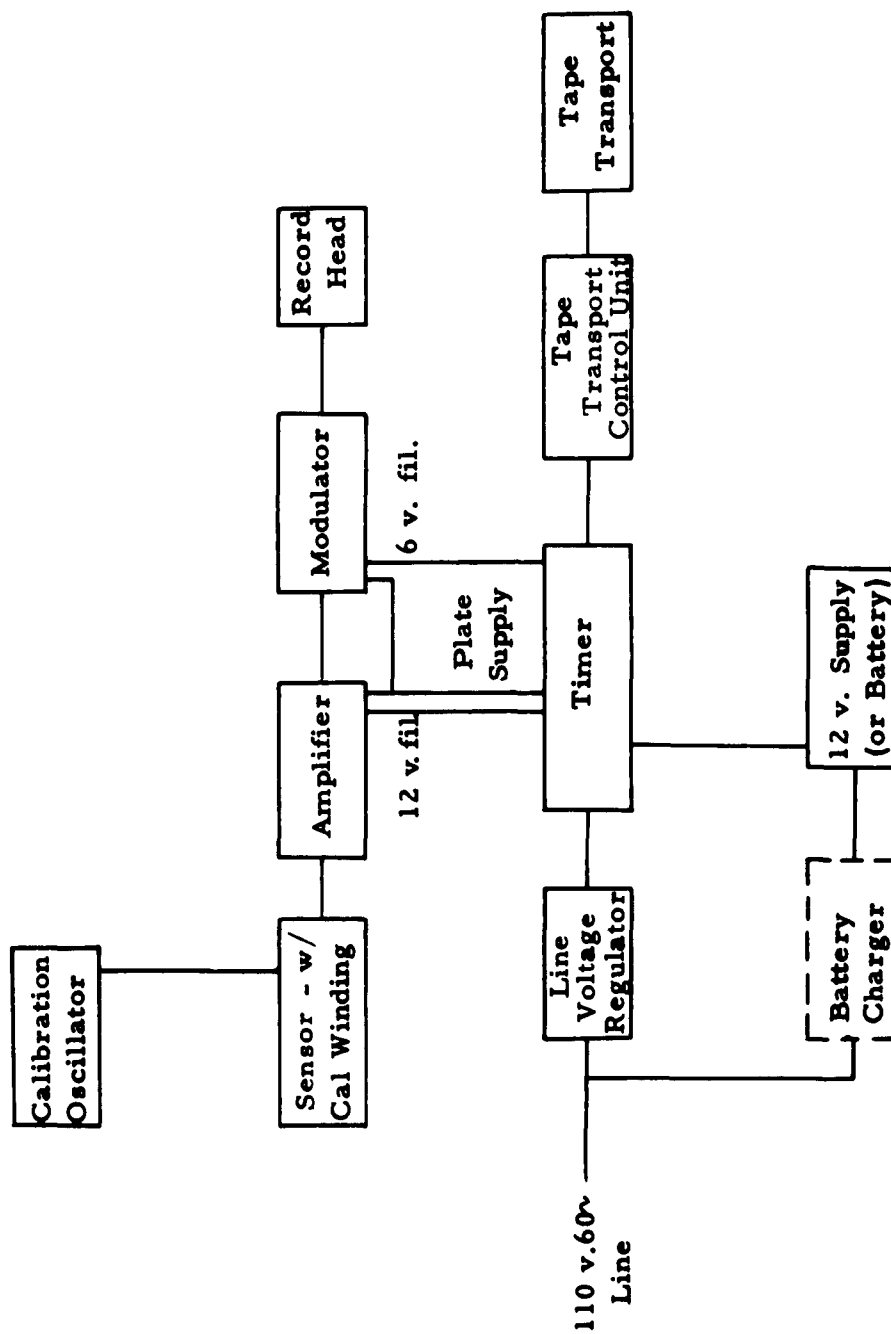 Calibration
Oscillator
Sensor - w/
Cal Winding
Amplifier
Modulator
Record
Head
12 v. fil
Plate
Supply
6 v. fil.
110 v. 60~
Line
Line
Voltage
Regulator
Timer
Tape
Transport
Control Unit
Tape
Transport
Battery
Charger
12 v. Supply
(or Battery)